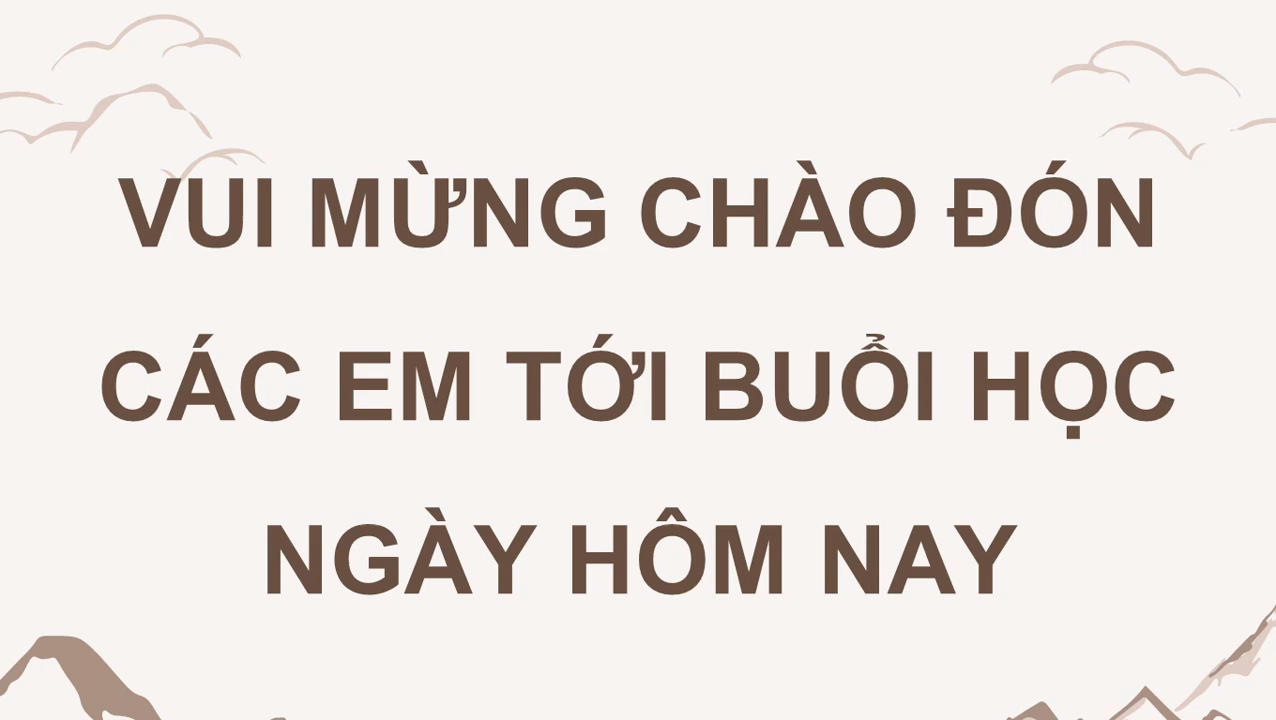 VUI MỪNG CHÀO ĐÓN
CÁC EM TỚI BUỔI HỌC
NGÀY HÔM NAY